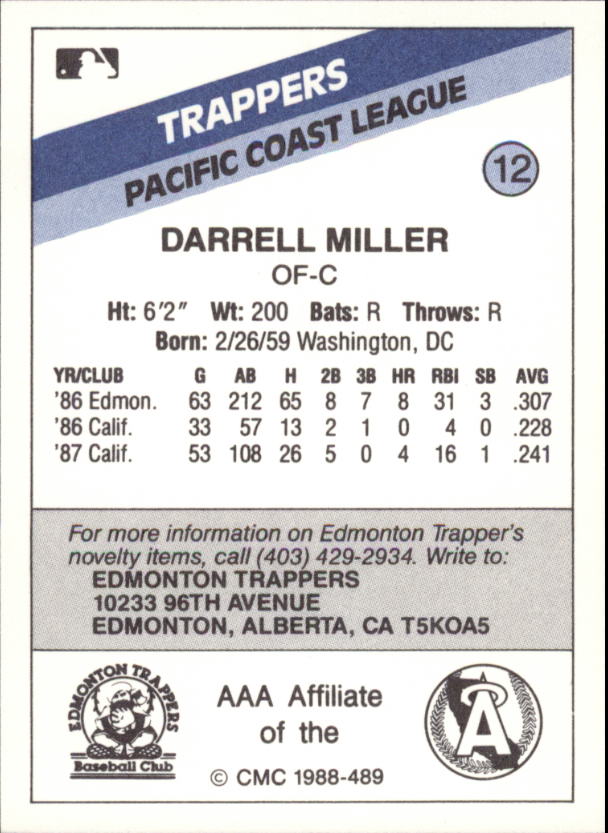 TRAPPERS
PACIFIC COAST LEAGUE
12
DARRELL MILLER
OF-C
Ht: 6'2" Wt: 200 Bats: R Throws: R
Born: 2/26/59 Washington, DC
YR/CLUB G AB H 2B 3B HR RBI SB AVG
'86 Edmon. 63 212 65 8 7 8 31 3 .307
'86 Calif. 33 57 13 2 1 0 4 0 .228
'87 Calif. 53 108 26 5 0 4 16 1 .241
For more information on Edmonton Trapper's
novelty items, call (403) 429-2934. Write to:
EDMONTON TRAPPERS
10233 96TH AVENUE
EDMONTON, ALBERTA, CA T5KOA5
EDMONTON TRAPPERS
Baseball Club
AAA Affiliate
of the
© CMC 1988-489
A